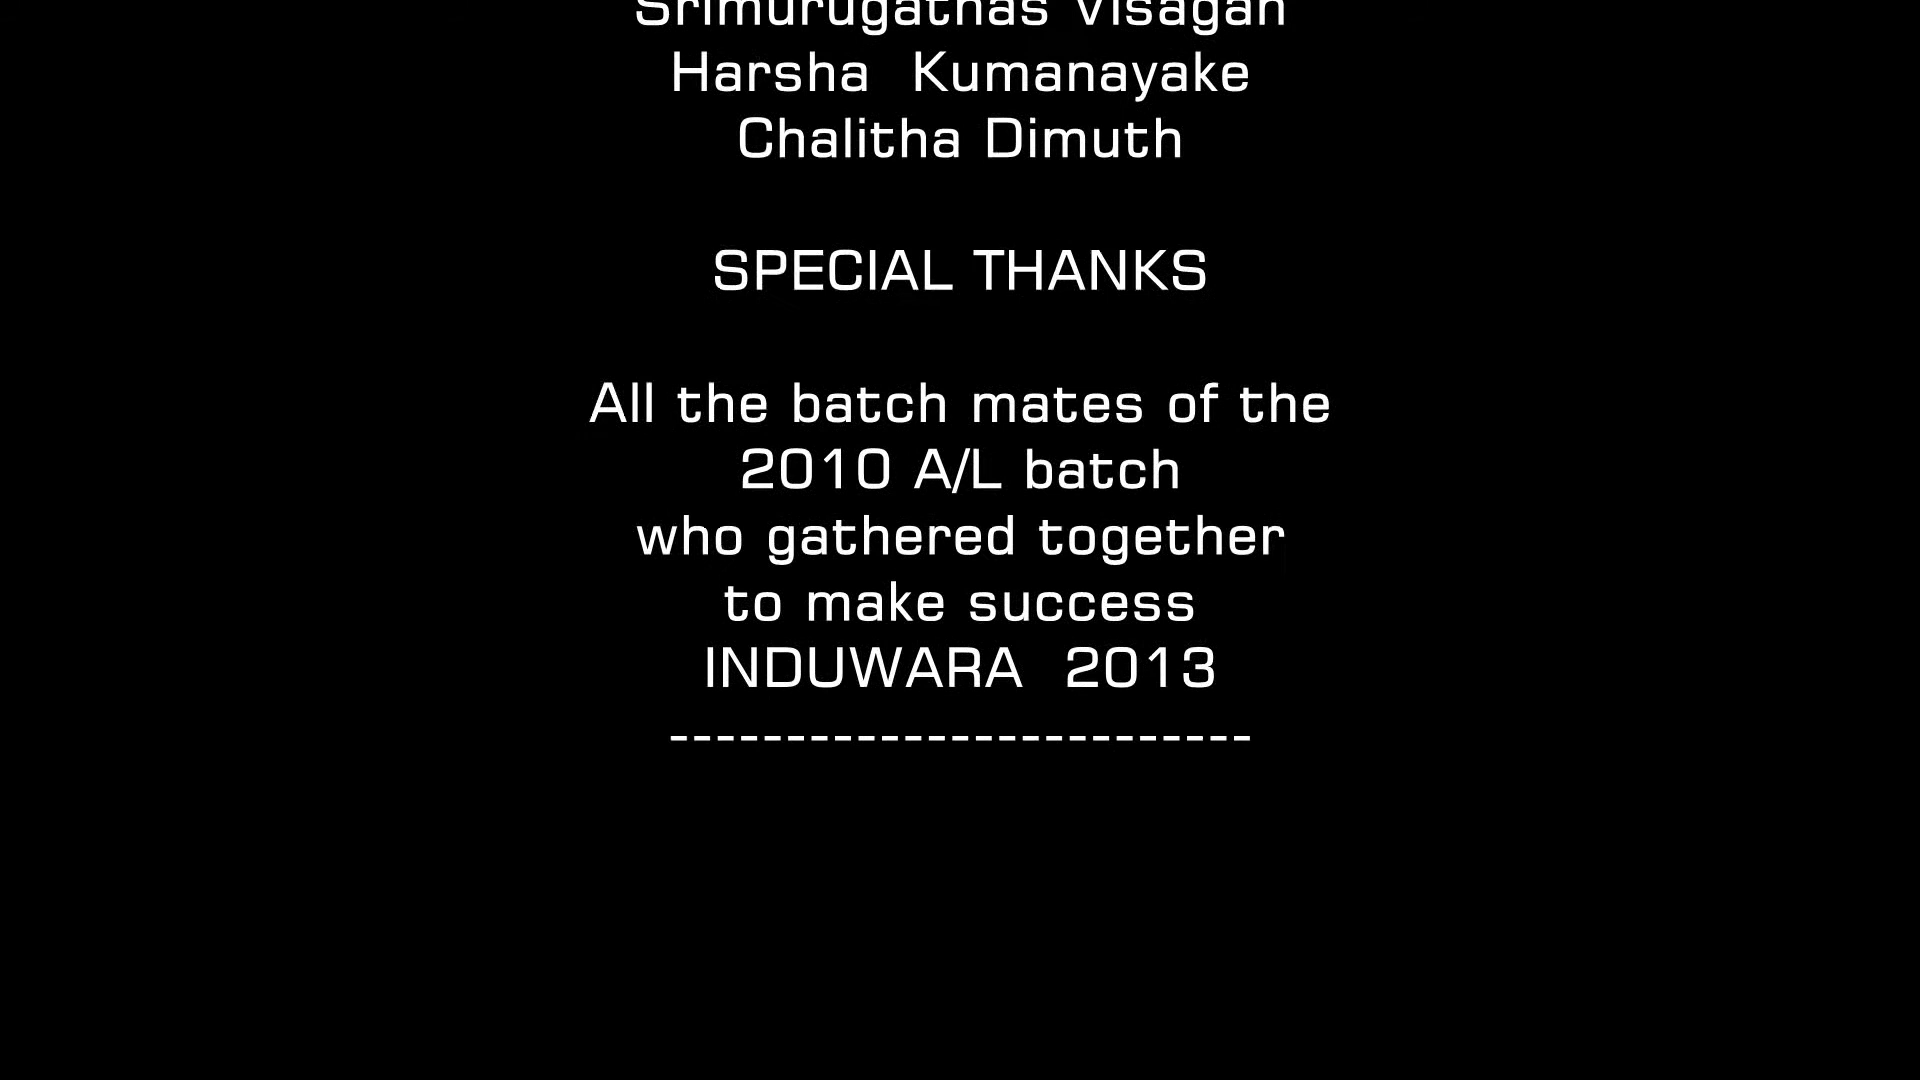 Srimurugathas Visagan
Harsha  Kumanayake
Chalitha Dimuth
SPECIAL THANKS
All the batch mates of the
2010 A/L batch
who gathered together
to make success
INDUWARA  2013
-------------------------